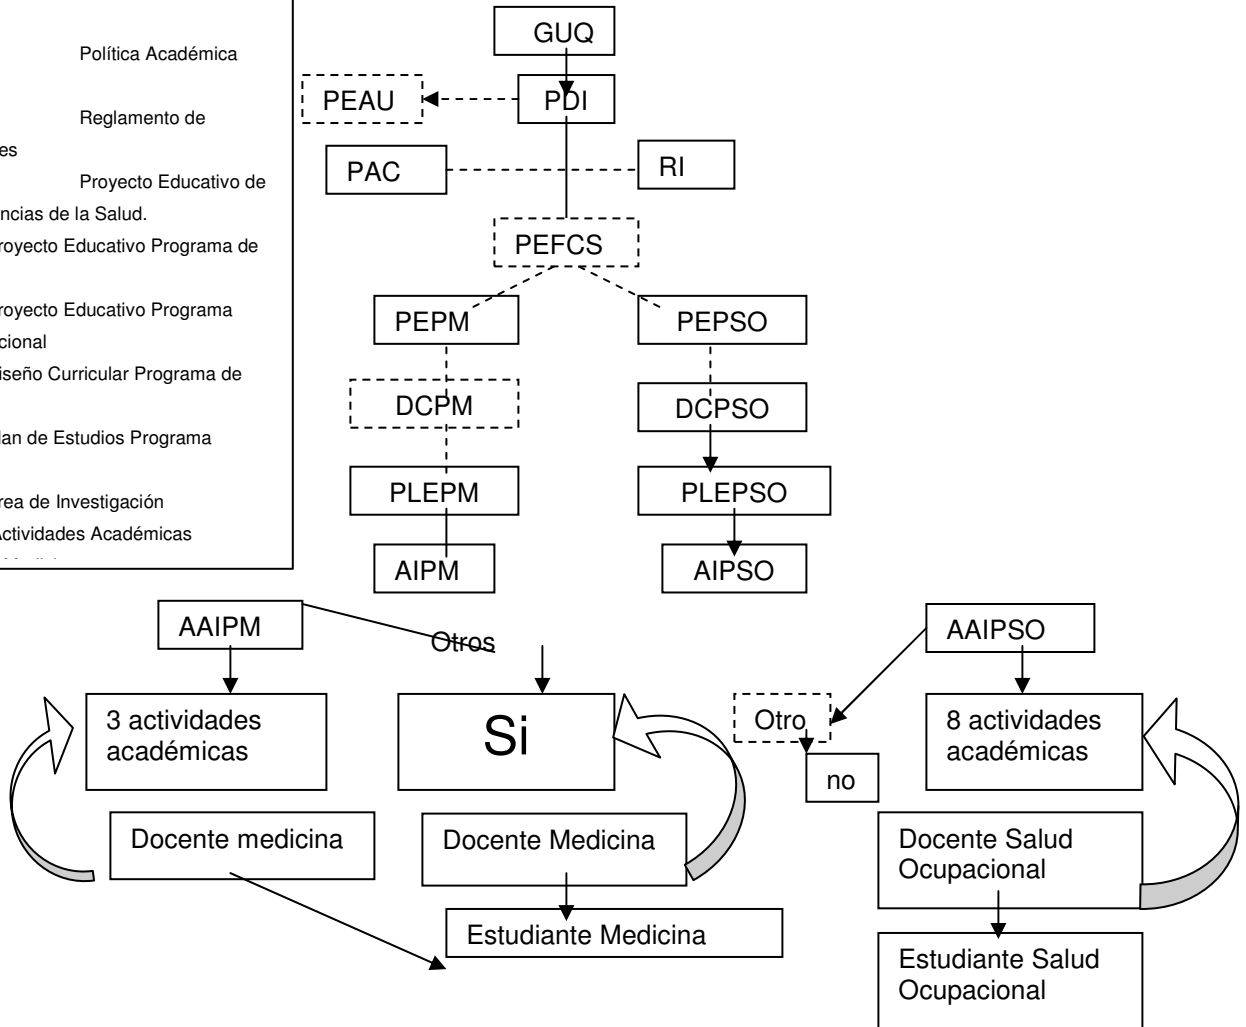 Política Académica
Reglamento de
es
Proyecto Educativo de
ncias de la Salud.
royecto Educativo Programa de
royecto Educativo Programa
cional
iseño Curricular Programa de
lan de Estudios Programa
rea de Investigación
Actividades Académicas
GUQ
PEAU
PDI
PAC
RI
PEFCS
PEPM
PEPSO
DCPM
DCPSO
PLEPM
PLEPSO
AIPM
AIPSO
AAIPM
Otros
AAIPSO
3 actividades
académicas
Si
Otro
no
8 actividades
académicas
Docente medicina
Docente Medicina
Docente Salud
Ocupacional
Estudiante Medicina
Estudiante Salud
Ocupacional